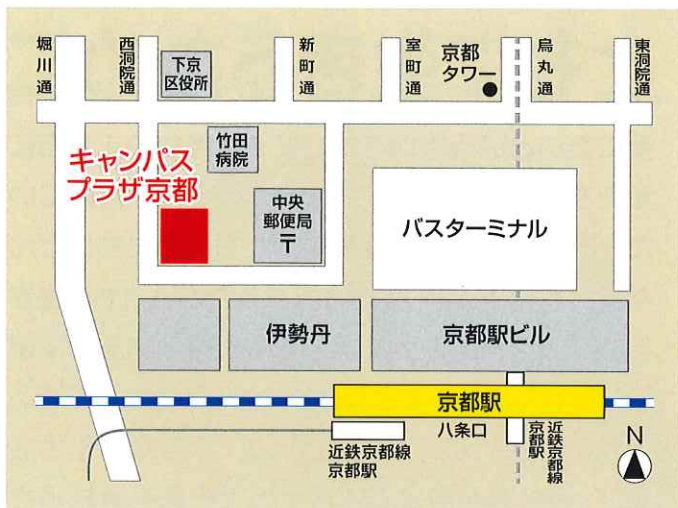 堀川通
西洞院通
下京
区役所
新町通
室町通
京都
タワー
烏丸通
東洞院通
竹田
病院
キャンパス
プラザ京都
中央
郵便局
〒
バスターミナル
伊勢丹
京都駅ビル
京都駅
八条口
近鉄京都線
京都駅
近鉄京都線
京都駅
N